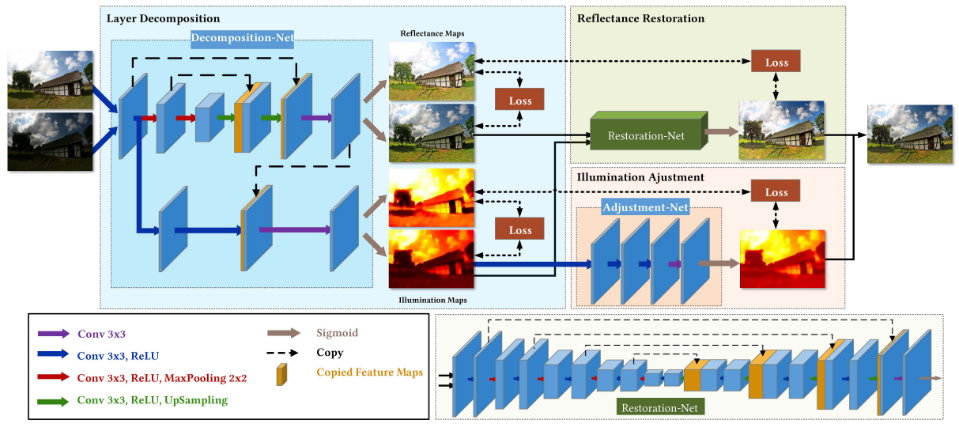 Layer Decomposition
Decomposition-Net
Reflectance Maps
Loss
Loss
Illumination Maps
Reflectance Restoration
Loss
Restoration-Net
Illumination Ajustment
Adjustment-Net
Loss
Conv 3x3
Conv 3x3, ReLU
Conv 3x3, ReLU, MaxPooling 2x2
Conv 3x3, ReLU, UpSampling
Sigmoid
Copy
Copied Feature Maps
Restoration-Net